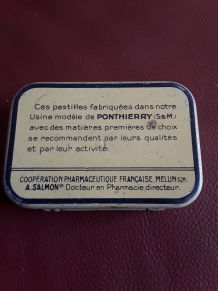 Ces pastilles fabriquées dans notre
Usine modèle de PONTHIERRY (S&M.)
avec des matières premières de choix
se recommandent par leurs qualités
et par leur activité.
COOPÉRATION PHARMACEUTIQUE FRANÇAISE, MELUN (S&M)
A. SALMON Docteur en Pharmacie, directeur.